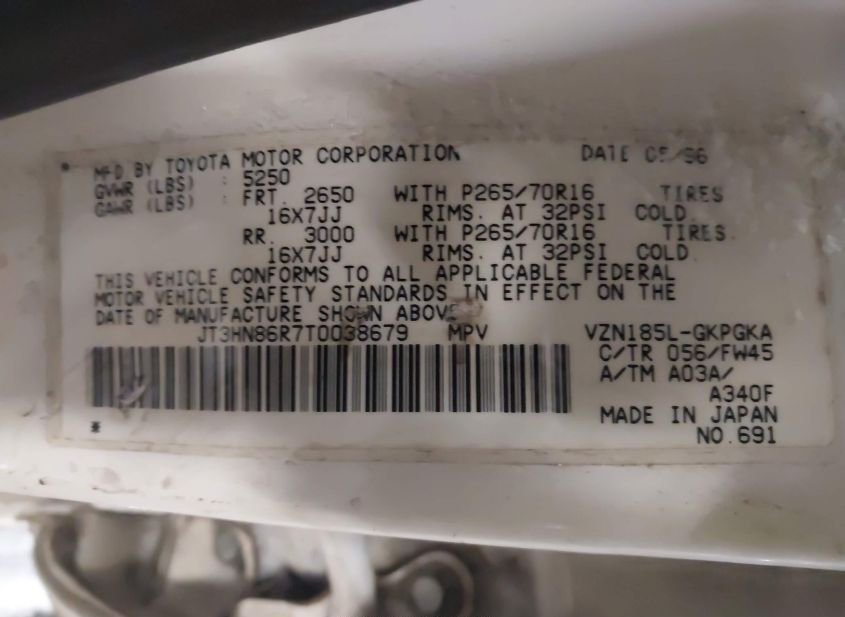 MFD BY TOYOTA MOTOR CORPORATION DATE 05/96
GVWR (LBS) : 5250
GAWR (LBS) : FRT. 2650 WITH P265/70R16 TIRES
16X7JJ RIMS. AT 32PSI COLD.
RR. 3000 WITH P265/70R16 TIRES.
16X7JJ RIMS. AT 32PSI COLD.
THIS VEHICLE CONFORMS TO ALL APPLICABLE FEDERAL
MOTOR VEHICLE SAFETY STANDARDS IN EFFECT ON THE
DATE OF MANUFACTURE SHOWN ABOVE
JT3HN86R7T0038679 MPV VZN185L-GKPGKA
C/TR 056/FW45
A/TM A03A/
A340F
MADE IN JAPAN
NO.691